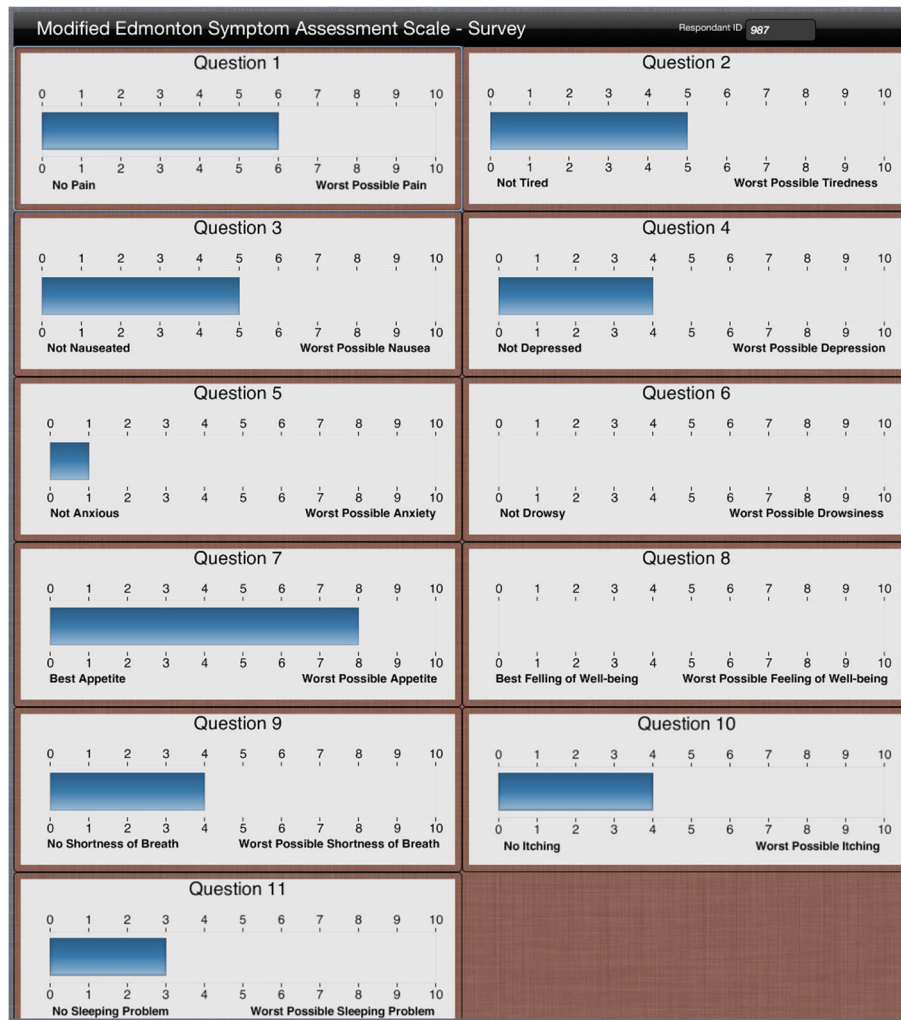 Modified Edmonton Symptom Assessment Scale - Survey
Respondant ID 987
Question 1
0 1 2 3 4 5 6 7 8 9 10
0 1 2 3 4 5 6 7 8 9 10
No Pain Worst Possible Pain
Question 2
0 1 2 3 4 5 6 7 8 9 10
0 1 2 3 4 5 6 7 8 9 10
Not Tired Worst Possible Tiredness
Question 3
0 1 2 3 4 5 6 7 8 9 10
0 1 2 3 4 5 6 7 8 9 10
Not Nauseated Worst Possible Nausea
Question 4
0 1 2 3 4 5 6 7 8 9 10
0 1 2 3 4 5 6 7 8 9 10
Not Depressed Worst Possible Depression
Question 5
0 1 2 3 4 5 6 7 8 9 10
0 1 2 3 4 5 6 7 8 9 10
Not Anxious Worst Possible Anxiety
Question 6
0 1 2 3 4 5 6 7 8 9 10
0 1 2 3 4 5 6 7 8 9 10
Not Drowsy Worst Possible Drowsiness
Question 7
0 1 2 3 4 5 6 7 8 9 10
0 1 2 3 4 5 6 7 8 9 10
Best Appetite Worst Possible Appetite
Question 8
0 1 2 3 4 5 6 7 8 9 10
0 1 2 3 4 5 6 7 8 9 10
Best Felling of Well-being Worst Possible Feeling of Well-being
Question 9
0 1 2 3 4 5 6 7 8 9 10
0 1 2 3 4 5 6 7 8 9 10
No Shortness of Breath Worst Possible Shortness of Breath
Question 10
0 1 2 3 4 5 6 7 8 9 10
0 1 2 3 4 5 6 7 8 9 10
No Itching Worst Possible Itching
Question 11
0 1 2 3 4 5 6 7 8 9 10
0 1 2 3 4 5 6 7 8 9 10
No Sleeping Problem Worst Possible Sleeping Problem